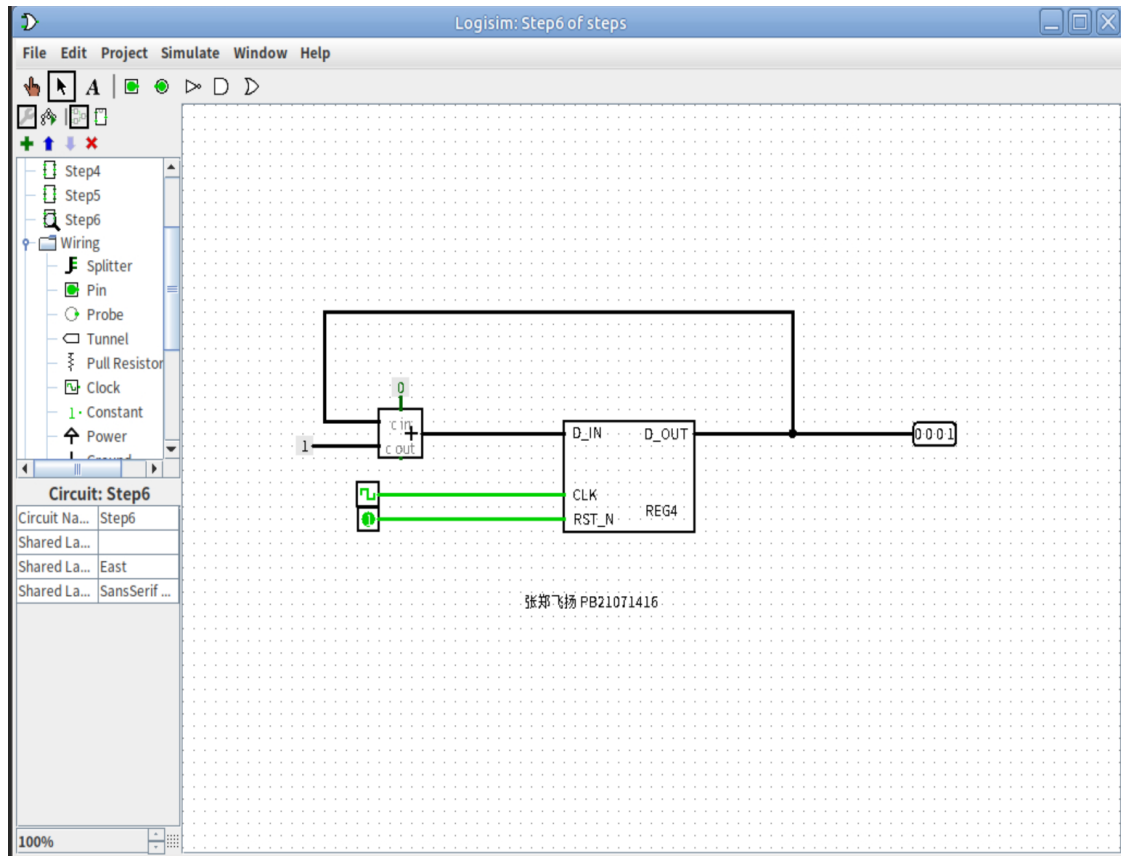 Logisim: Step6 of steps
File Edit Project Simulate Window Help
A
Step4
Step5
Step6
Wiring
Splitter
Pin
Probe
Tunnel
Pull Resistor
Clock
1 Constant
Power
Circuit: Step6
Circuit Na... Step6
Shared La...
Shared La... East
Shared La... SansSerif ...
100%
0
c in
+
1
c out
D_IN D_OUT
0001
CLK
1
RST_N
REG4
张郑飞扬 PB21071416